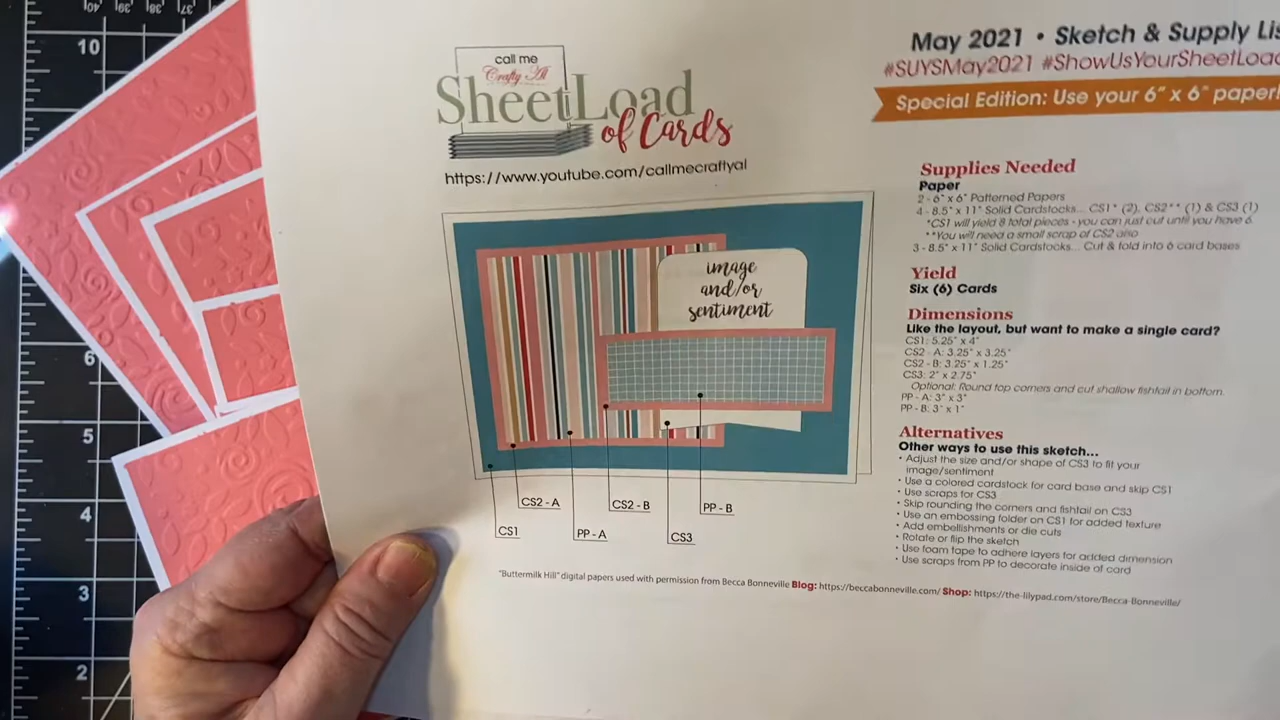 call me
Crafty Al
SheetLoad
of Cards
https://www.youtube.com/callmecraftyal
May 2021 • Sketch & Supply Lis
#SUYSMay2021 #ShowUsYourSheetLoad
Special Edition: Use your 6" x 6" paper!
image
and/or
sentiment
CS1
CS2 - A
PP - A
CS2 - B
CS3
PP - B
Supplies Needed
Paper
2 - 6" x 6" Patterned Papers
4 - 8.5" x 11" Solid Cardstocks... CS1* (2), CS2** (1) & CS3 (1)
*CS1 will yield 8 total pieces - you can just cut until you have 6.
**You will need a small scrap of CS2 also
3 - 8.5" x 11" Solid Cardstocks... Cut & fold into 6 card bases
Yield
Six (6) Cards
Dimensions
Like the layout, but want to make a single card?
CS1: 5.25" x 4"
CS2 - A: 3.25" x 3.25"
CS2 - B: 3.25" x 1.25"
CS3: 2" x 2.75"
Optional: Round top corners and cut shallow fishtail in bottom.
PP - A: 3" x 3"
PP - B: 3" x 1"
Alternatives
Other ways to use this sketch...
• Adjust the size and/or shape of CS3 to fit your
image/sentiment
• Use a colored cardstock for card base and skip CS1
• Use scraps for CS3
• Skip rounding the corners and fishtail on CS3
• Use an embossing folder on CS1 for added texture
• Add embellishments or die cuts
• Rotate or flip the sketch
• Use foam tape to adhere layers for added dimension
• Use scraps from PP to decorate inside of card
"Buttermilk Hill" digital papers used with permission from Becca Bonneville Blog: https://beccabonneville.com/ Shop: https://the-lilypad.com/store/Becca-Bonneville/
10
6
5
4
3
2
40
39
38
37